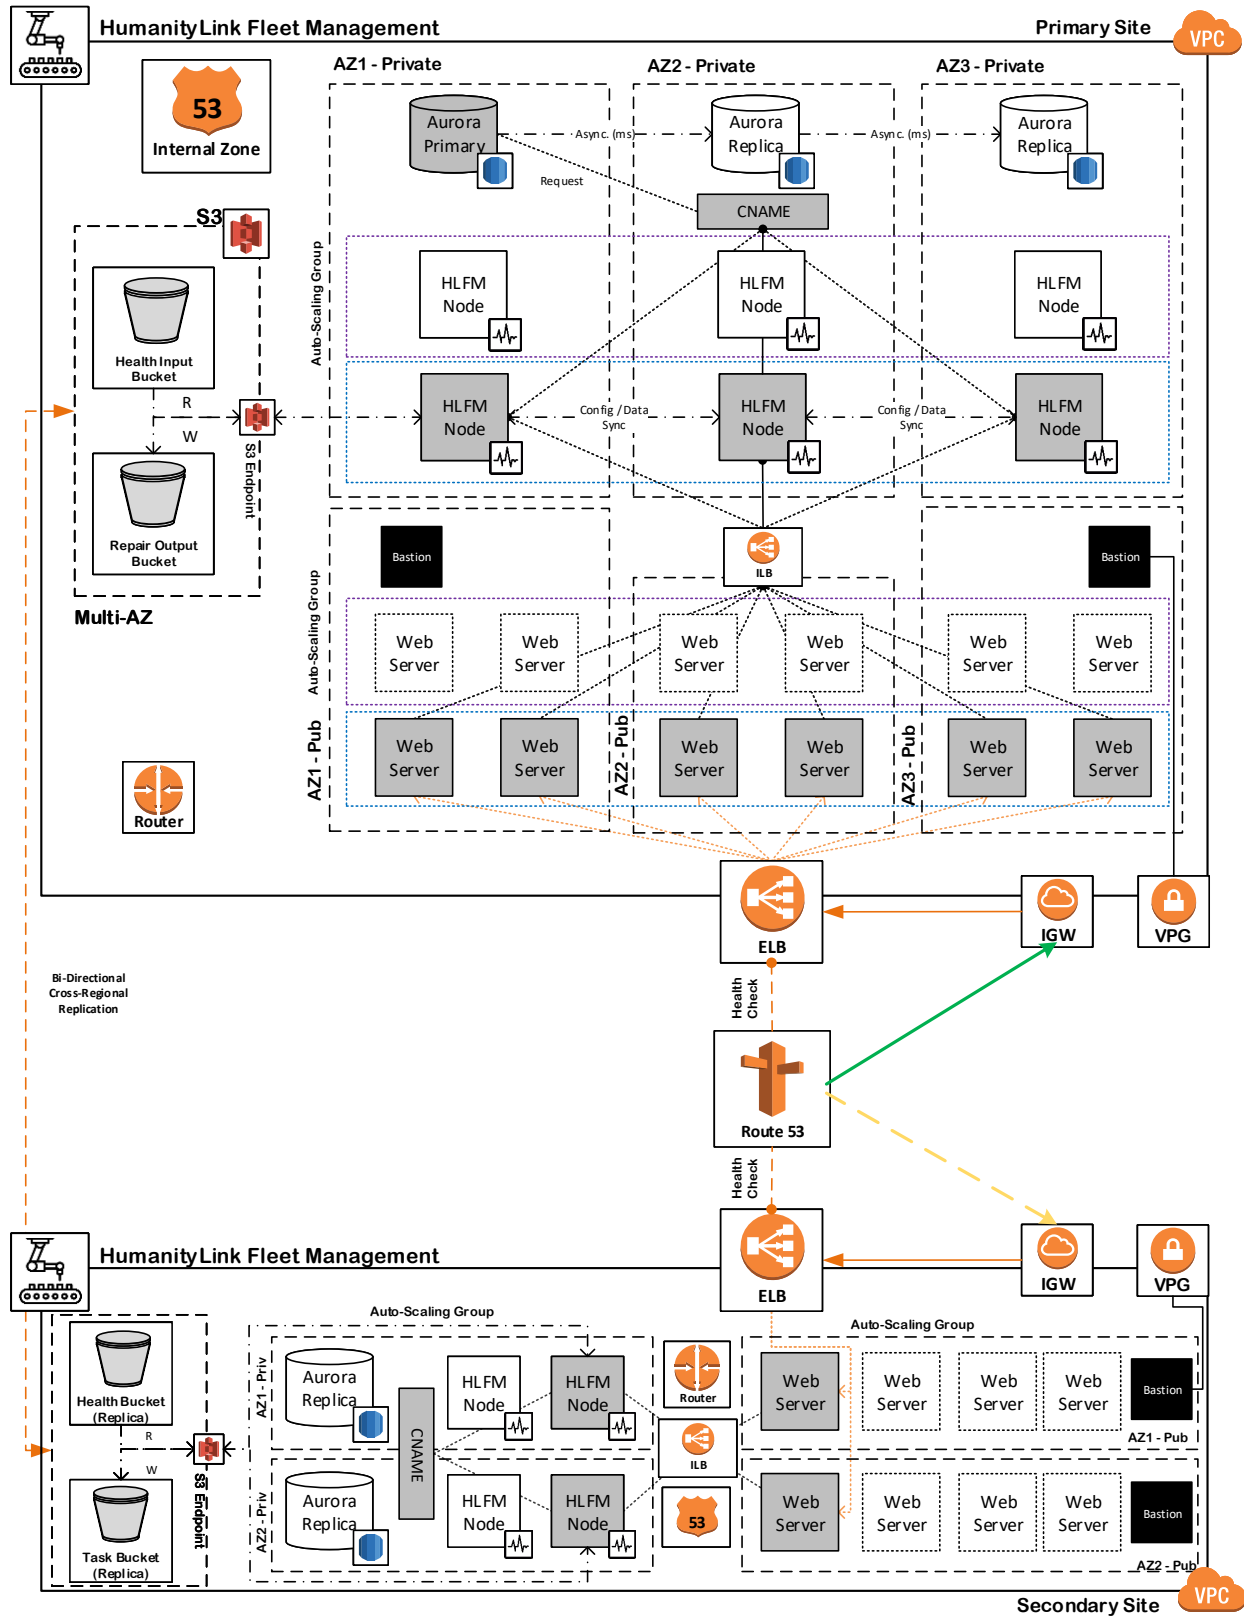 HumanityLink Fleet Management
Primary Site
VPC
53
Internal Zone
AZ1 - Private
AZ2 - Private
AZ3 - Private
Aurora
Primary
Async. (ms)
Aurora
Replica
Async. (ms)
Aurora
Replica
Request
CNAME
S3
Auto-Scaling Group
HLFM
Node
HLFM
Node
HLFM
Node
Health Input
Bucket
R
W
S3 Endpoint
HLFM
Node
Config / Data
Sync
HLFM
Node
Config / Data
Sync
HLFM
Node
Repair Output
Bucket
Multi-AZ
Bastion
ILB
Bastion
Auto-Scaling Group
Web
Server
Web
Server
Web
Server
Web
Server
Web
Server
Web
Server
AZ1 - Pub
AZ2 - Pub
AZ3 - Pub
Web
Server
Web
Server
Web
Server
Web
Server
Web
Server
Web
Server
Router
ELB
IGW
VPG
Bi-Directional
Cross-Regional
Replication
Health
Check
Route 53
Health
Check
HumanityLink Fleet Management
ELB
IGW
VPG
Auto-Scaling Group
Auto-Scaling Group
Health Bucket
(Replica)
R
W
S3 Endpoint
Task Bucket
(Replica)
AZ1 - Priv
Aurora
Replica
CNAME
HLFM
Node
HLFM
Node
Router
ILB
53
Web
Server
Web
Server
Web
Server
Web
Server
Bastion
AZ1 - Pub
AZ2 - Priv
Aurora
Replica
HLFM
Node
HLFM
Node
Web
Server
Web
Server
Web
Server
Web
Server
Bastion
AZ2 - Pub
VPC
Secondary Site